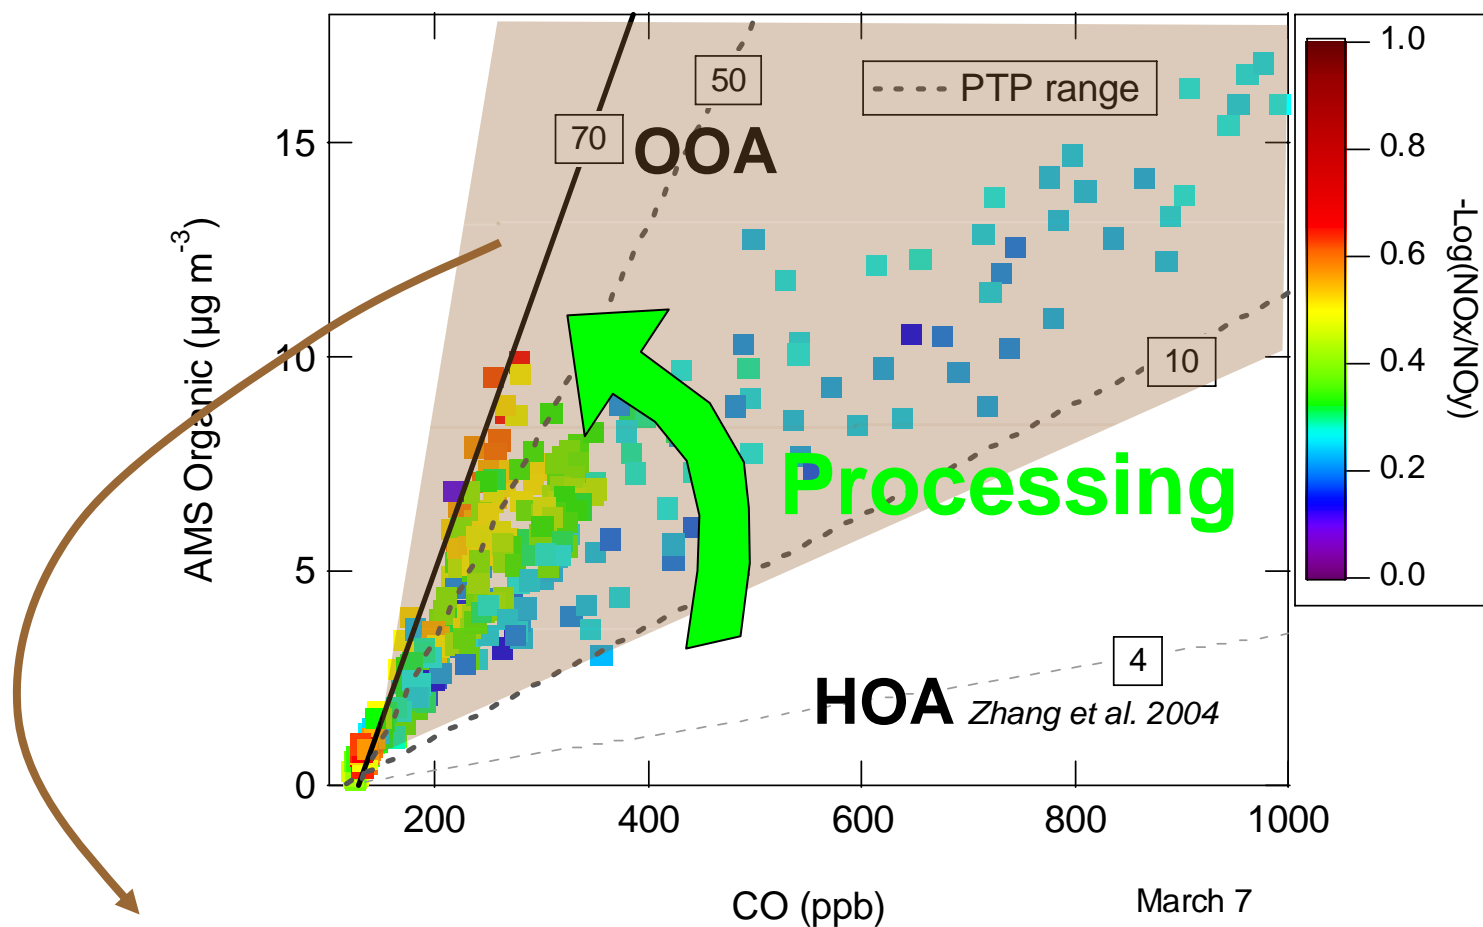 50
PTP range
70
OOA
15
10
5
0
AMS Organic (µg m-3)
10
Processing
4
HOA Zhang et al. 2004
200 400 600 800 1000
CO (ppb)
March 7
1.0
0.8
0.6
0.4
0.2
0.0
-Log(NOx/NOy)